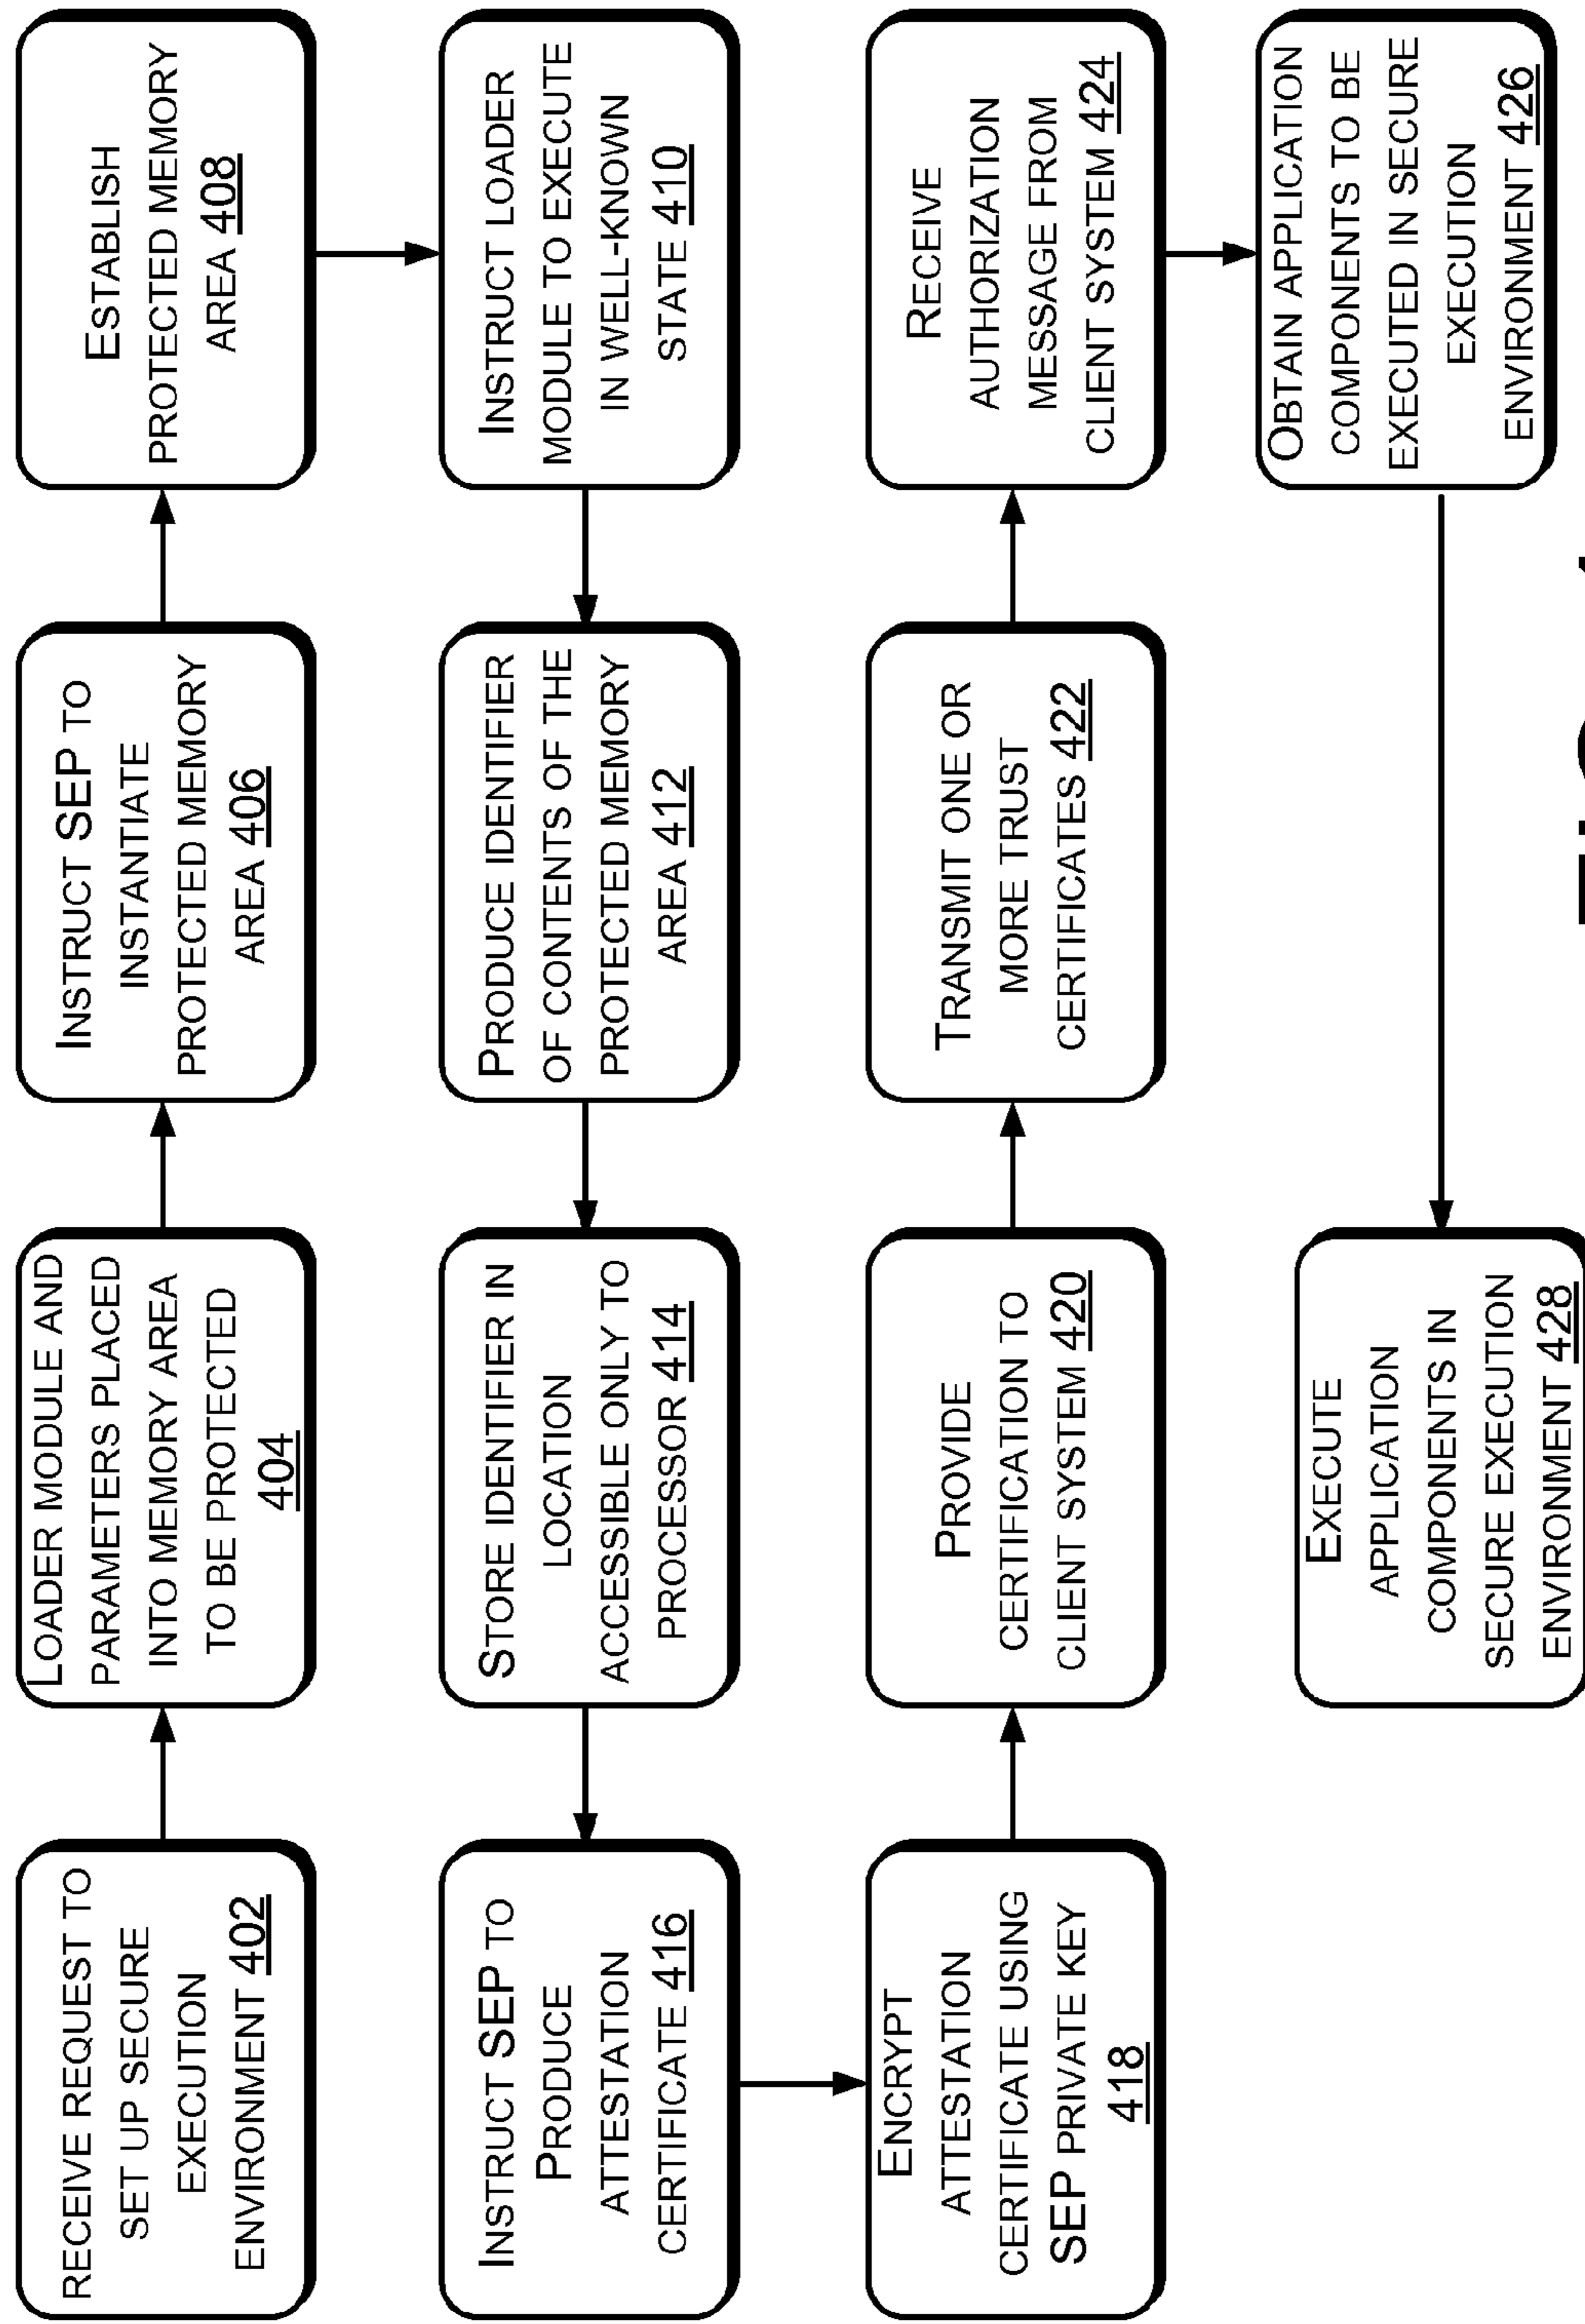 RECEIVE REQUEST TO
SET UP SECURE
EXECUTION
ENVIRONMENT 402
LOADER MODULE AND
PARAMETERS PLACED
INTO MEMORY AREA
TO BE PROTECTED
404
INSTRUCT SEP TO
INSTANTIATE
PROTECTED MEMORY
AREA 406
ESTABLISH
PROTECTED MEMORY
AREA 408
INSTRUCT LOADER
MODULE TO EXECUTE
IN WELL-KNOWN
STATE 410
PRODUCE IDENTIFIER
OF CONTENTS OF THE
PROTECTED MEMORY
AREA 412
STORE IDENTIFIER IN
LOCATION
ACCESSIBLE ONLY TO
PROCESSOR 414
INSTRUCT SEP TO
PRODUCE
ATTESTATION
CERTIFICATE 416
ENCRYPT
ATTESTATION
CERTIFICATE USING
SEP PRIVATE KEY
418
PROVIDE
CERTIFICATION TO
CLIENT SYSTEM 420
TRANSMIT ONE OR
MORE TRUST
CERTIFICATES 422
RECEIVE
AUTHORIZATION
MESSAGE FROM
CLIENT SYSTEM 424
OBTAIN APPLICATION
COMPONENTS TO BE
EXECUTED IN SECURE
EXECUTION
ENVIRONMENT 426
EXECUTE
APPLICATION
COMPONENTS IN
SECURE EXECUTION
ENVIRONMENT 428